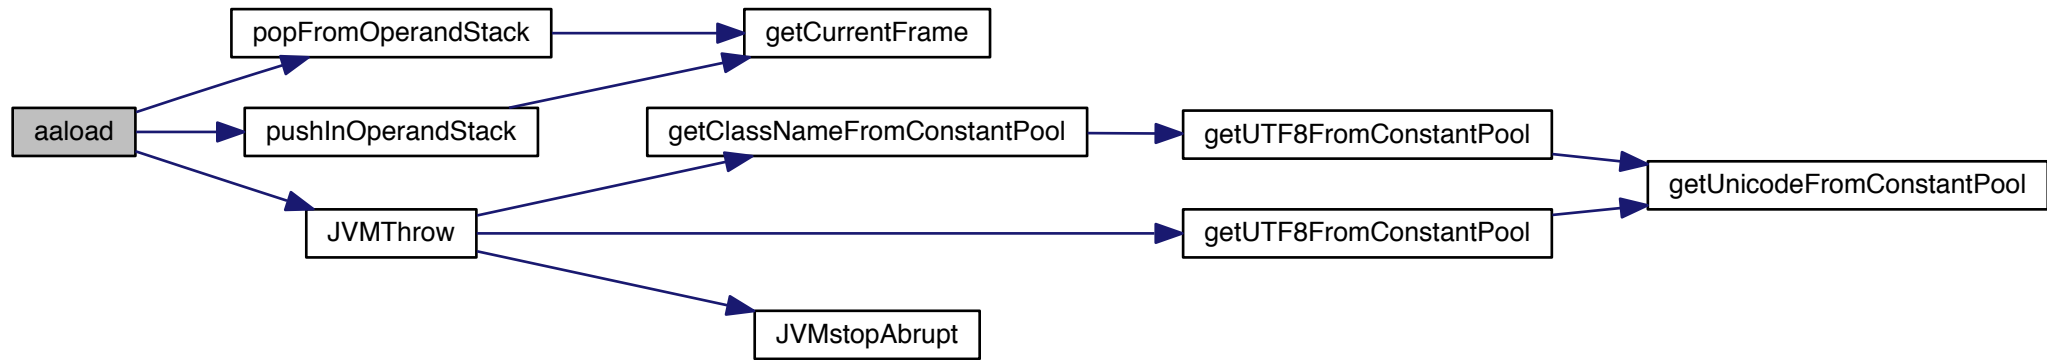 popFromOperandStack
getCurrentFrame
aaload
pushInOperandStack
getClassNameFromConstantPool
getUTF8FromConstantPool
getUnicodeFromConstantPool
JVMThrow
getUTF8FromConstantPool
JVMstopAbrupt